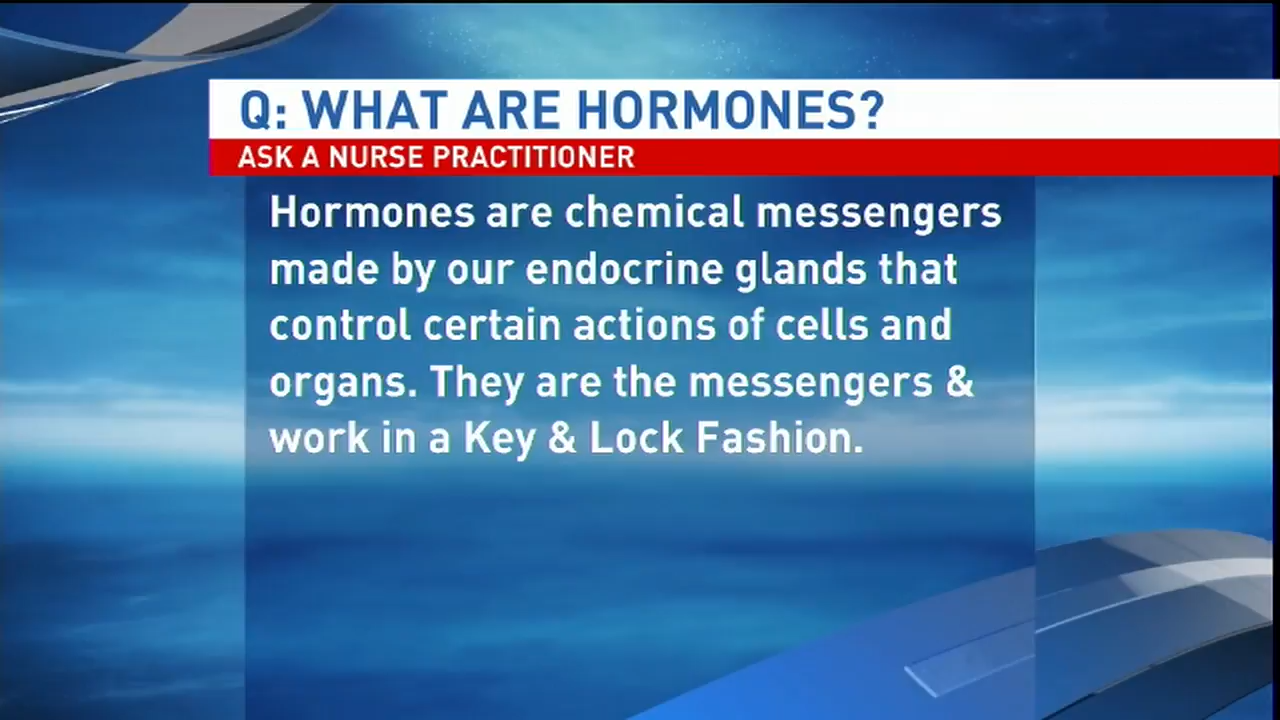 Q: WHAT ARE HORMONES?
ASK A NURSE PRACTITIONER
Hormones are chemical messengers
made by our endocrine glands that
control certain actions of cells and
organs. They are the messengers &
work in a Key & Lock Fashion.